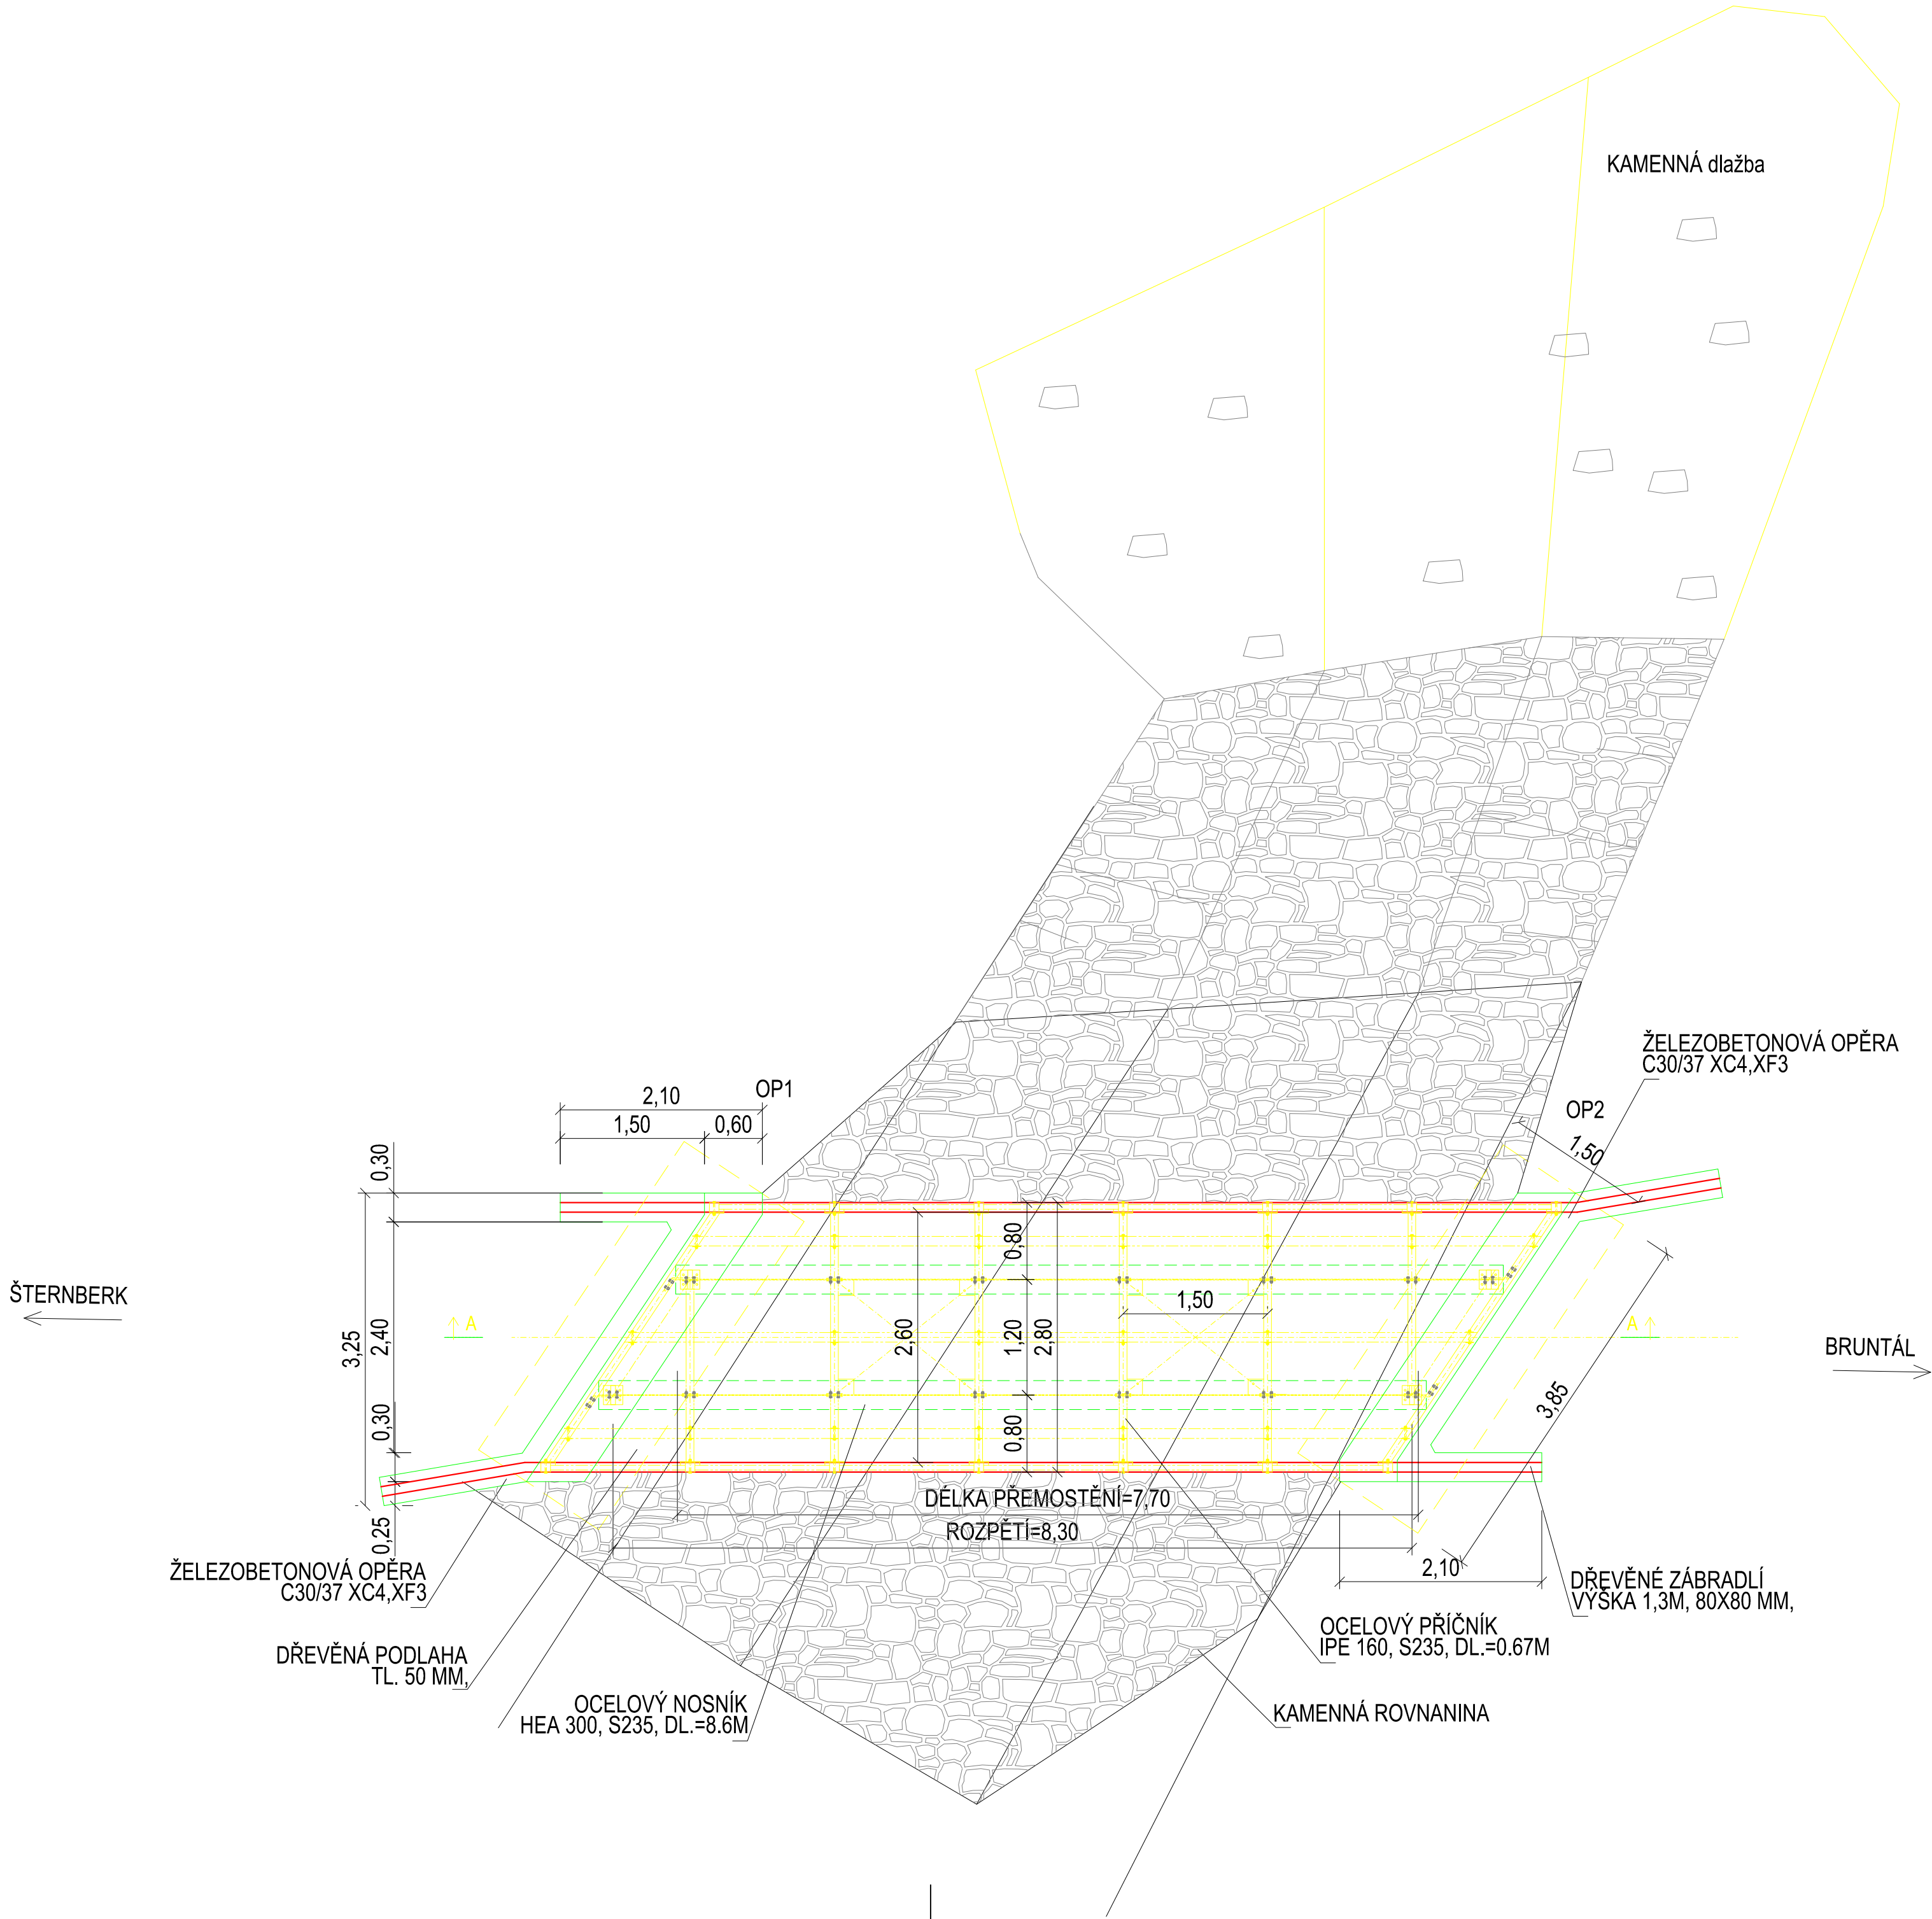 KAMENNÁ dlažba
ŽELEZOBETONOVÁ OPĚRA
C30/37 XC4,XF3
OP1
2,10
1,50
0,60
OP2
1,50
0,30
ŠTERNBERK
A
3,25
2,40
2,60
0,80
1,20
2,80
1,50
A
BRUNTÁL
3,85
0,30
0,80
0,25
DÉLKA PŘEMOSTĚNÍ=7,70
ROZPĚTÍ=8,30
2,10
ŽELEZOBETONOVÁ OPĚRA
C30/37 XC4,XF3
DŘEVĚNÉ ZÁBRADLÍ
VÝŠKA 1,3M, 80X80 MM,
OCELOVÝ PŘÍČNÍK
IPE 160, S235, DL.=0.67M
DŘEVĚNÁ PODLAHA
TL. 50 MM,
OCELOVÝ NOSNÍK
HEA 300, S235, DL.=8.6M
KAMENNÁ ROVNANINA